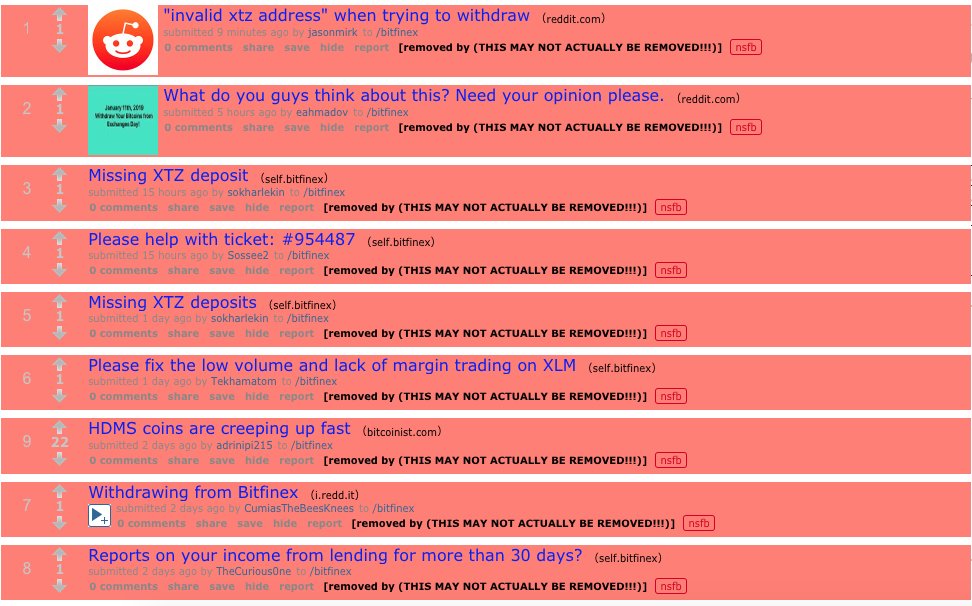 1
1
"invalid xtz address" when trying to withdraw (reddit.com)
submitted 9 minutes ago by jasonmirk to /bitfinex
0 comments share save hide report [removed by (THIS MAY NOT ACTUALLY BE REMOVED!!!)] nsfb
2
1
January 11th, 2019
Withdraw Your Bitcoins from
Exchanges Day!
What do you guys think about this? Need your opinion please. (reddit.com)
submitted 5 hours ago by eahmadov to /bitfinex
0 comments share save hide report [removed by (THIS MAY NOT ACTUALLY BE REMOVED!!!)] nsfb
3
1
Missing XTZ deposit (self.bitfinex)
submitted 15 hours ago by sokharlekin to /bitfinex
0 comments share save hide report [removed by (THIS MAY NOT ACTUALLY BE REMOVED!!!)] nsfb
4
1
Please help with ticket: #954487 (self.bitfinex)
submitted 15 hours ago by Sossee2 to /bitfinex
0 comments share save hide report [removed by (THIS MAY NOT ACTUALLY BE REMOVED!!!)] nsfb
5
1
Missing XTZ deposits (self.bitfinex)
submitted 1 day ago by sokharlekin to /bitfinex
0 comments share save hide report [removed by (THIS MAY NOT ACTUALLY BE REMOVED!!!)] nsfb
6
1
Please fix the low volume and lack of margin trading on XLM (self.bitfinex)
submitted 1 day ago by Tekhamatom to /bitfinex
0 comments share save hide report [removed by (THIS MAY NOT ACTUALLY BE REMOVED!!!)] nsfb
9
22
HDMS coins are creeping up fast (bitcoinist.com)
submitted 2 days ago by adrinipi215 to /bitfinex
0 comments share save hide report [removed by (THIS MAY NOT ACTUALLY BE REMOVED!!!)] nsfb
7
1
Withdrawing from Bitfinex (i.redd.it)
submitted 2 days ago by CumiasTheBeesKnees to /bitfinex
0 comments share save hide report [removed by (THIS MAY NOT ACTUALLY BE REMOVED!!!)] nsfb
8
1
Reports on your income from lending for more than 30 days? (self.bitfinex)
submitted 2 days ago by TheCurious0ne to /bitfinex
0 comments share save hide report [removed by (THIS MAY NOT ACTUALLY BE REMOVED!!!)] nsfb